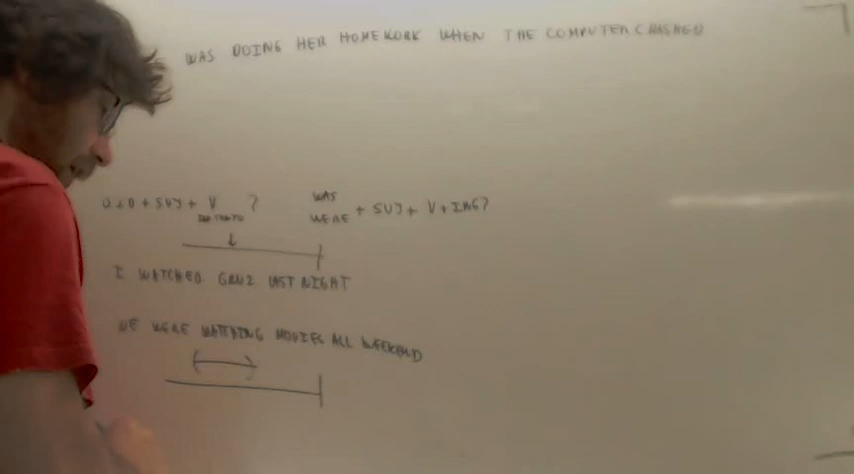 WAS DOING HER HOMEWORK WHEN THE COMPUTER CRASHED
DID + SUJ + V ?
WAS
WERE + SUJ + V + ING?
I WATCHED LAST NIGHT
WE WERE WATCHING MOVIES ALL WEEKEND